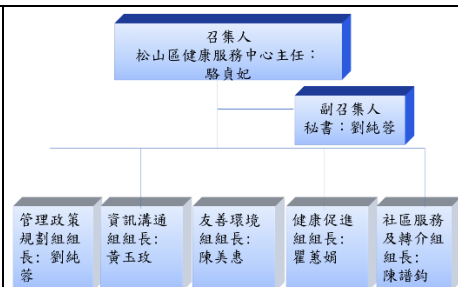 召集人
松山區健康服務中心主任：
駱貞妃
副召集人
秘書：劉純蓉
管理政策
規劃組組
長：劉純
蓉
資訊溝通
組組長：
黃玉玫
友善環境
組組長：
陳美惠
健康促進
組組長：
瞿蕙娟
社區服務
及轉介組
組長：
陳譜鈞